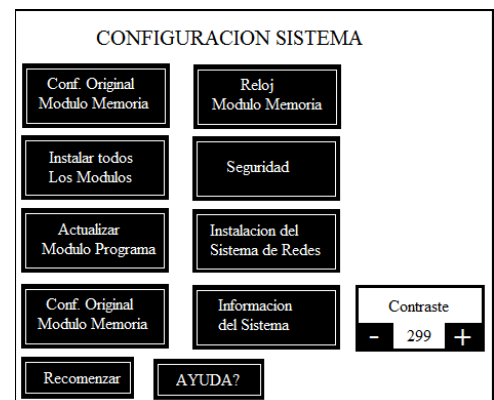 CONFIGURACION SISTEMA
Conf. Original
Modulo Memoria
Reloj
Modulo Memoria
Instalar todos
Los Modulos
Seguridad
Actualizar
Modulo Programa
Instalacion del
Sistema de Redes
Conf. Original
Modulo Memoria
Informacion
del Sistema
Contraste
- 299 +
Recomenzar
AYUDA?